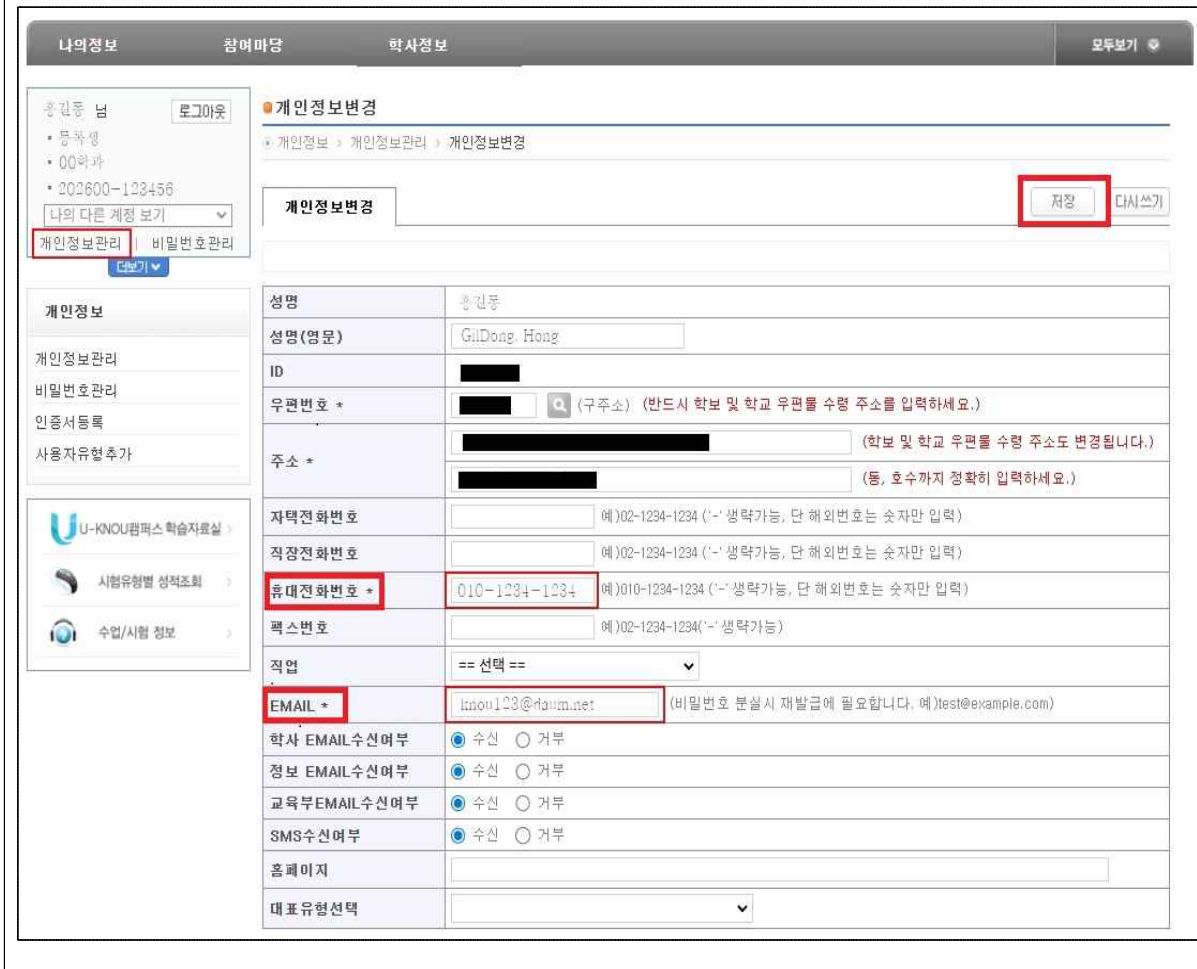 나의정보 참여마당 학사정보 모두보기
홍길동 님 로그아웃
• 등록생
• 00학과
• 202600-123456
나의 다른 계정 보기
개인정보관리 | 비밀번호관리
더보기
개인정보
개인정보관리
비밀번호관리
인증서등록
사용자유형추가
U-KNOU캠퍼스 학습자료실
시험유형별 성적조회
수업/시험 정보
개인정보변경
개인정보 > 개인정보관리 > 개인정보변경
개인정보변경 저장 다시쓰기
성명 홍길동
성명(영문) GilDong, Hong
ID
우편번호 * (구주소) (반드시 학보 및 학교 우편물 수령 주소를 입력하세요.)
주소 * (학보 및 학교 우편물 수령 주소도 변경됩니다.)
(동, 호수까지 정확히 입력하세요.)
자택전화번호 예)02-1234-1234 ('-' 생략가능, 단 해외번호는 숫자만 입력)
직장전화번호 예)02-1234-1234 ('-' 생략가능, 단 해외번호는 숫자만 입력)
휴대전화번호 * 010-1234-1234 예)010-1234-1234 ('-' 생략가능, 단 해외번호는 숫자만 입력)
팩스번호 예)02-1234-1234('-' 생략가능)
직업 == 선택 ==
EMAIL * knou123@daum.net (비밀번호 분실시 재발급에 필요합니다. 예)test@example.com)
학사 EMAIL수신여부 수신 거부
정보 EMAIL수신여부 수신 거부
교육부EMAIL수신여부 수신 거부
SMS수신여부 수신 거부
홈페이지
대표유형선택